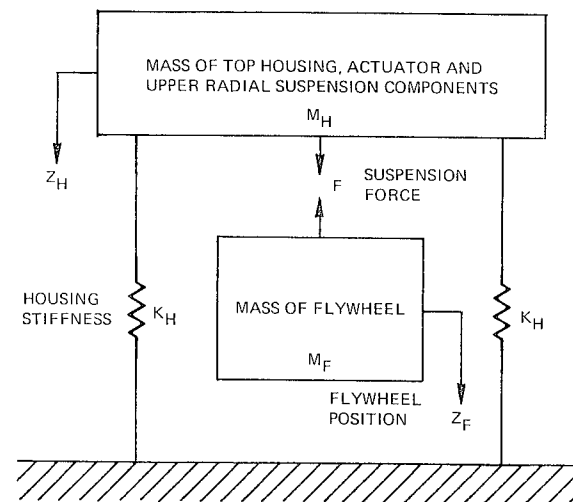 MASS OF TOP HOUSING, ACTUATOR AND
UPPER RADIAL SUSPENSION COMPONENTS
M_H
Z_H
F
SUSPENSION
FORCE
HOUSING
STIFFNESS
K_H
MASS OF FLYWHEEL
M_F
K_H
FLYWHEEL
POSITION
Z_F